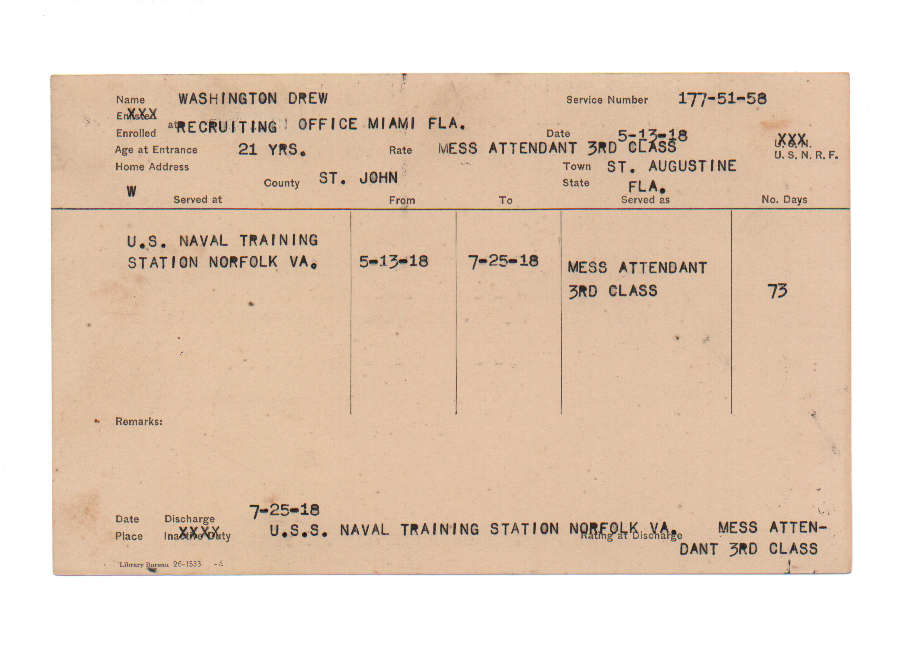 Name WASHINGTON DREW Service Number 177-51-58
Enlisted XXX
Enrolled at RECRUITING OFFICE MIAMI FLA. Date 5-13-18 XXX U.S.N.
Age at Entrance 21 YRS. Rate MESS ATTENDANT 3RD CLASS U. S. N. R. F.
Home Address Town ST. AUGUSTINE
County ST. JOHN State FLA.
W
Served at From To Served as No. Days
U.S. NAVAL TRAINING
STATION NORFOLK VA. 5-13-18 7-25-18 MESS ATTENDANT
3RD CLASS 73
Remarks:
7-25-18
Date Discharge
Place Inactive Duty XXXX U.S.S. NAVAL TRAINING STATION NORFOLK VA. Rating at Discharge MESS ATTEN-
DANT 3RD CLASS
Library Bureau 26-1533